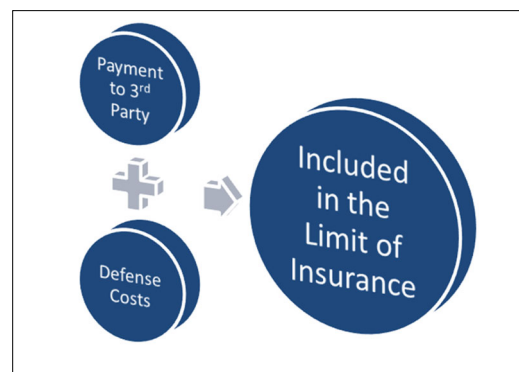 Payment
to 3rd
Party
Defense
Costs
Included
in the
Limit of
Insurance